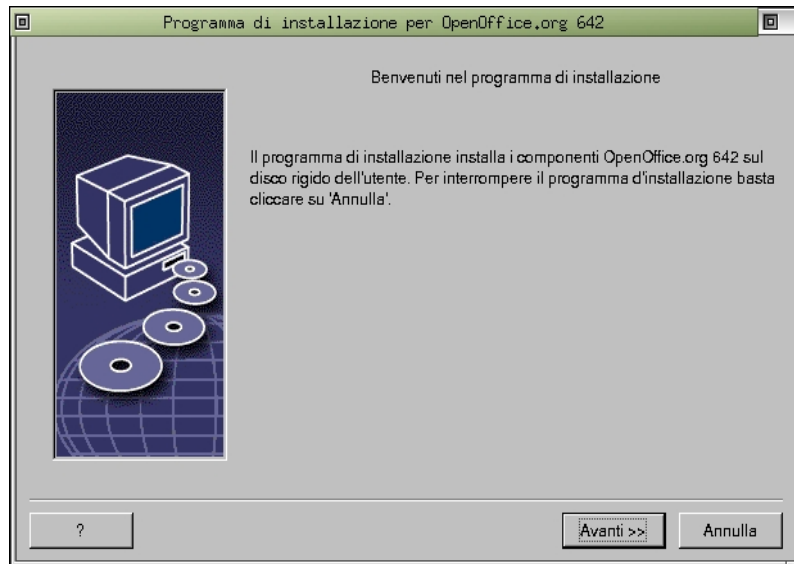 Programma di installazione per OpenOffice.org 642
Benvenuti nel programma di installazione
Il programma di installazione installa i componenti OpenOffice.org 642 sul
disco rigido dell'utente. Per interrompere il programma d'installazione basta
cliccare su 'Annulla'.
?
Avanti >>
Annulla